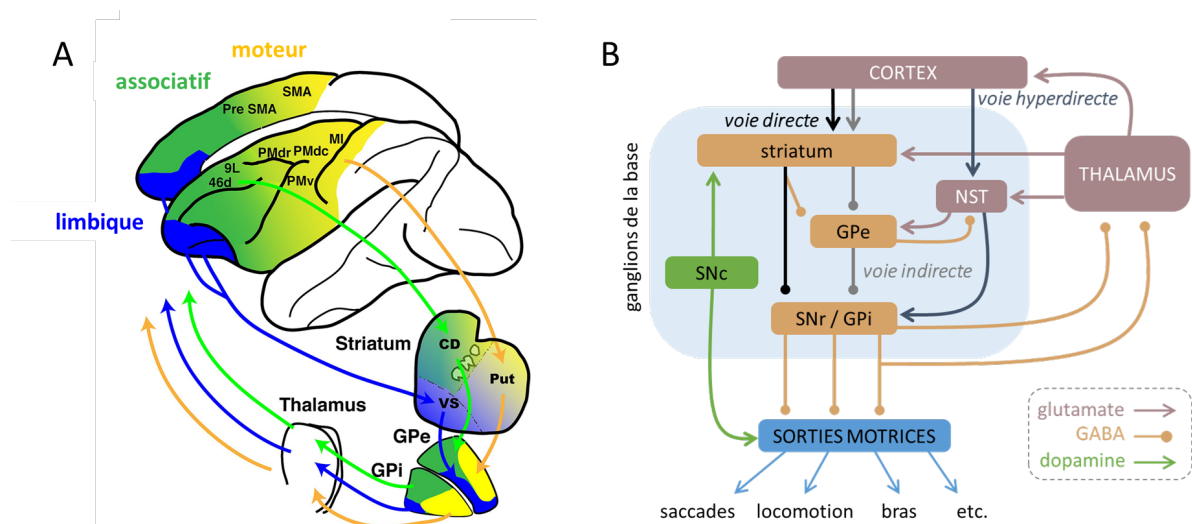 A
moteur
associatif
SMA
Pre SMA
MI
PMdr
PMdc
9L
46d
PMv
limbique
Striatum
CD
Put
VS
Thalamus
GPe
GPi
B
CORTEX
voie hyperdirecte
voie directe
striatum
THALAMUS
NST
GPe
ganglions de la base
SNc
voie indirecte
SNr / GPi
glutamate
GABA
dopamine
SORTIES MOTRICES
saccades
locomotion
bras
etc.